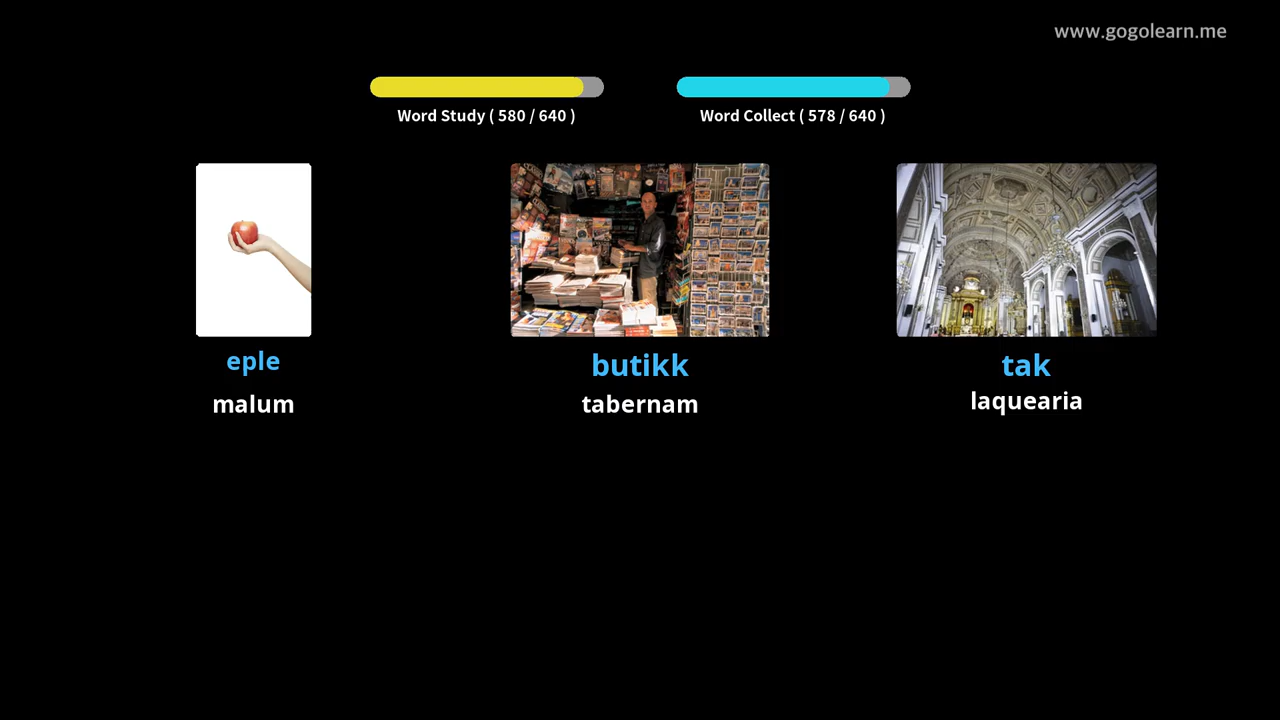 www.gogolearn.me
Word Study ( 580 / 640 )
Word Collect ( 578 / 640 )
eple
butikk
tak
malum
tabernam
laquearia